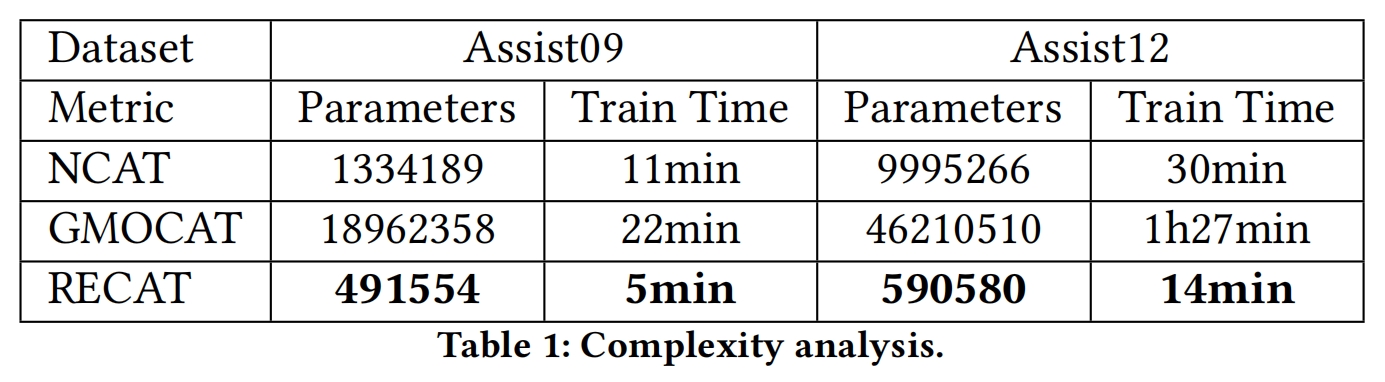 Dataset Assist09 Assist12
Metric Parameters Train Time Parameters Train Time
NCAT 1334189 11min 9995266 30min
GMOCAT 18962358 22min 46210510 1h27min
RECAT 491554 5min 590580 14min
Table 1: Complexity analysis.